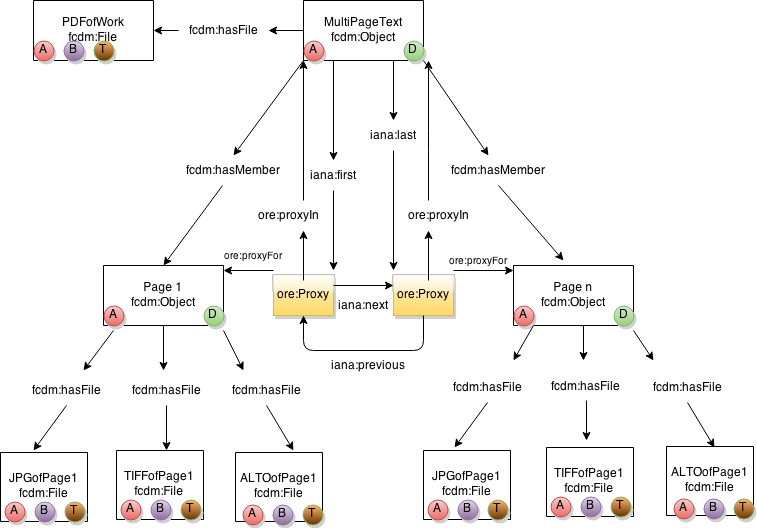 PDFofWork
fcdm:File
A B T
fcdm:hasFile
MultiPageText
fcdm:Object
A D
iana:last
fcdm:hasMember
iana:first
fcdm:hasMember
ore:proxyIn
ore:proxyIn
ore:proxyFor
ore:proxyFor
Page 1
fcdm:Object
A D
ore:Proxy
iana:next
ore:Proxy
Page n
fcdm:Object
A D
iana:previous
fcdm:hasFile
fcdm:hasFile
fcdm:hasFile
fcdm:hasFile
fcdm:hasFile
fcdm:hasFile
JPGofPage1
fcdm:File
A B T
TIFFofPage1
fcdm:File
A B T
ALTOofPage1
fcdm:File
A B T
JPGofPage1
fcdm:File
A B T
TIFFofPage1
fcdm:File
A B T
ALTOofPage1
fcdm:File
A B T